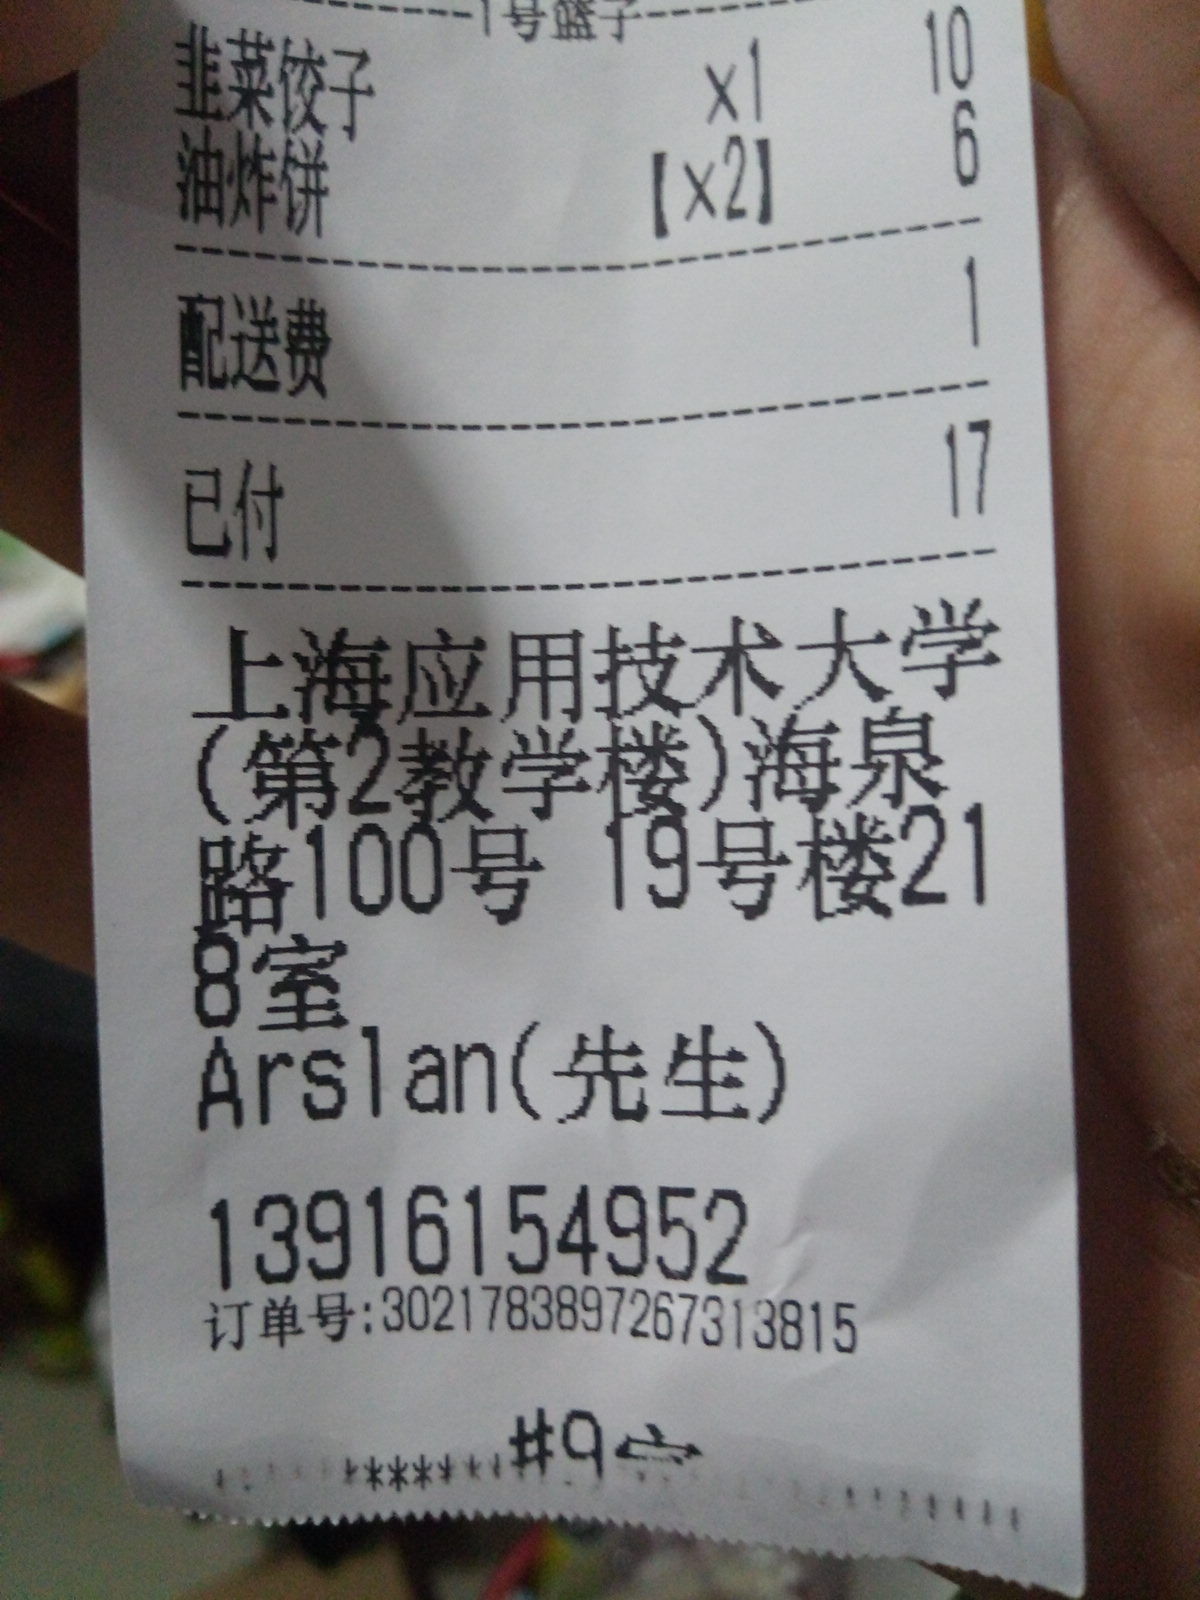 1号篮子
韭菜饺子 x1 10
油炸饼 【x2】 6
配送费 1
已付 17
上海应用技术大学
(第2教学楼)海泉
路100号 19号楼21
8室
Arslan(先生)
13916154952
订单号:3021783897267313815
#9